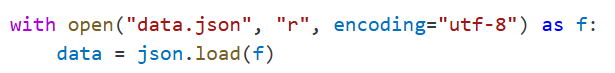 with open("data.json", "r", encoding="utf-8") as f:
    data = json.load(f)